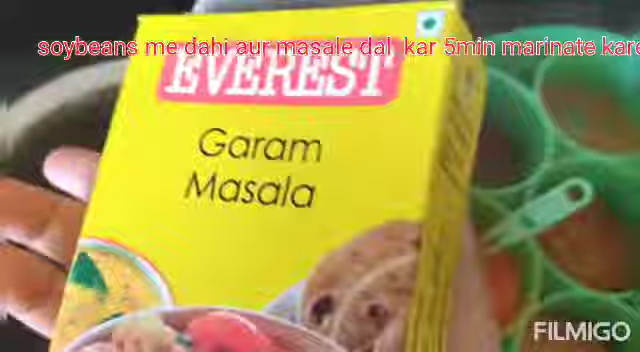 soybeans me dahi aur masale dal kar 5min marinate kare
EVEREST
Garam
Masala
FILMIGO